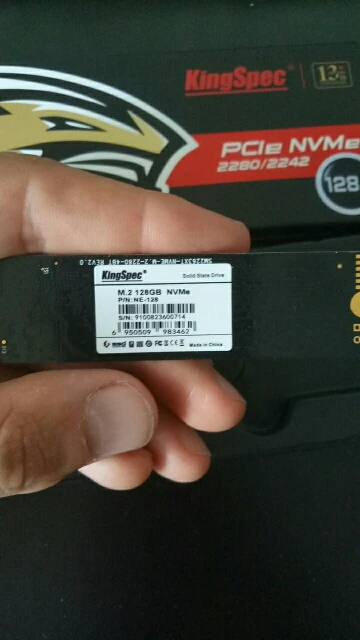 KingSpec®
PCIe NVMe
2280/2242
128
SM2263XT-NVME-M.2-2280-4BT REV2.0
KingSpec®
Solid State Drive
M.2 128GB NVMe
P/N: NE-128
S/N: 9100823600714
6 950509 983462
Made in China